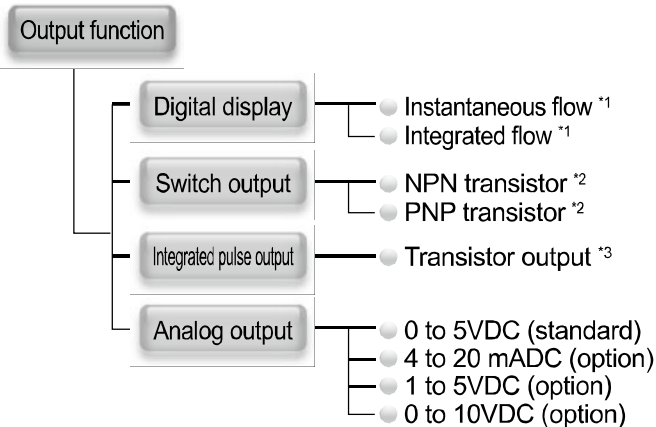 Output function
Digital display
Instantaneous flow *1
Integrated flow *1
Switch output
NPN transistor *2
PNP transistor *2
Integrated pulse output
Transistor output *3
Analog output
0 to 5VDC (standard)
4 to 20 mADC (option)
1 to 5VDC (option)
0 to 10VDC (option)